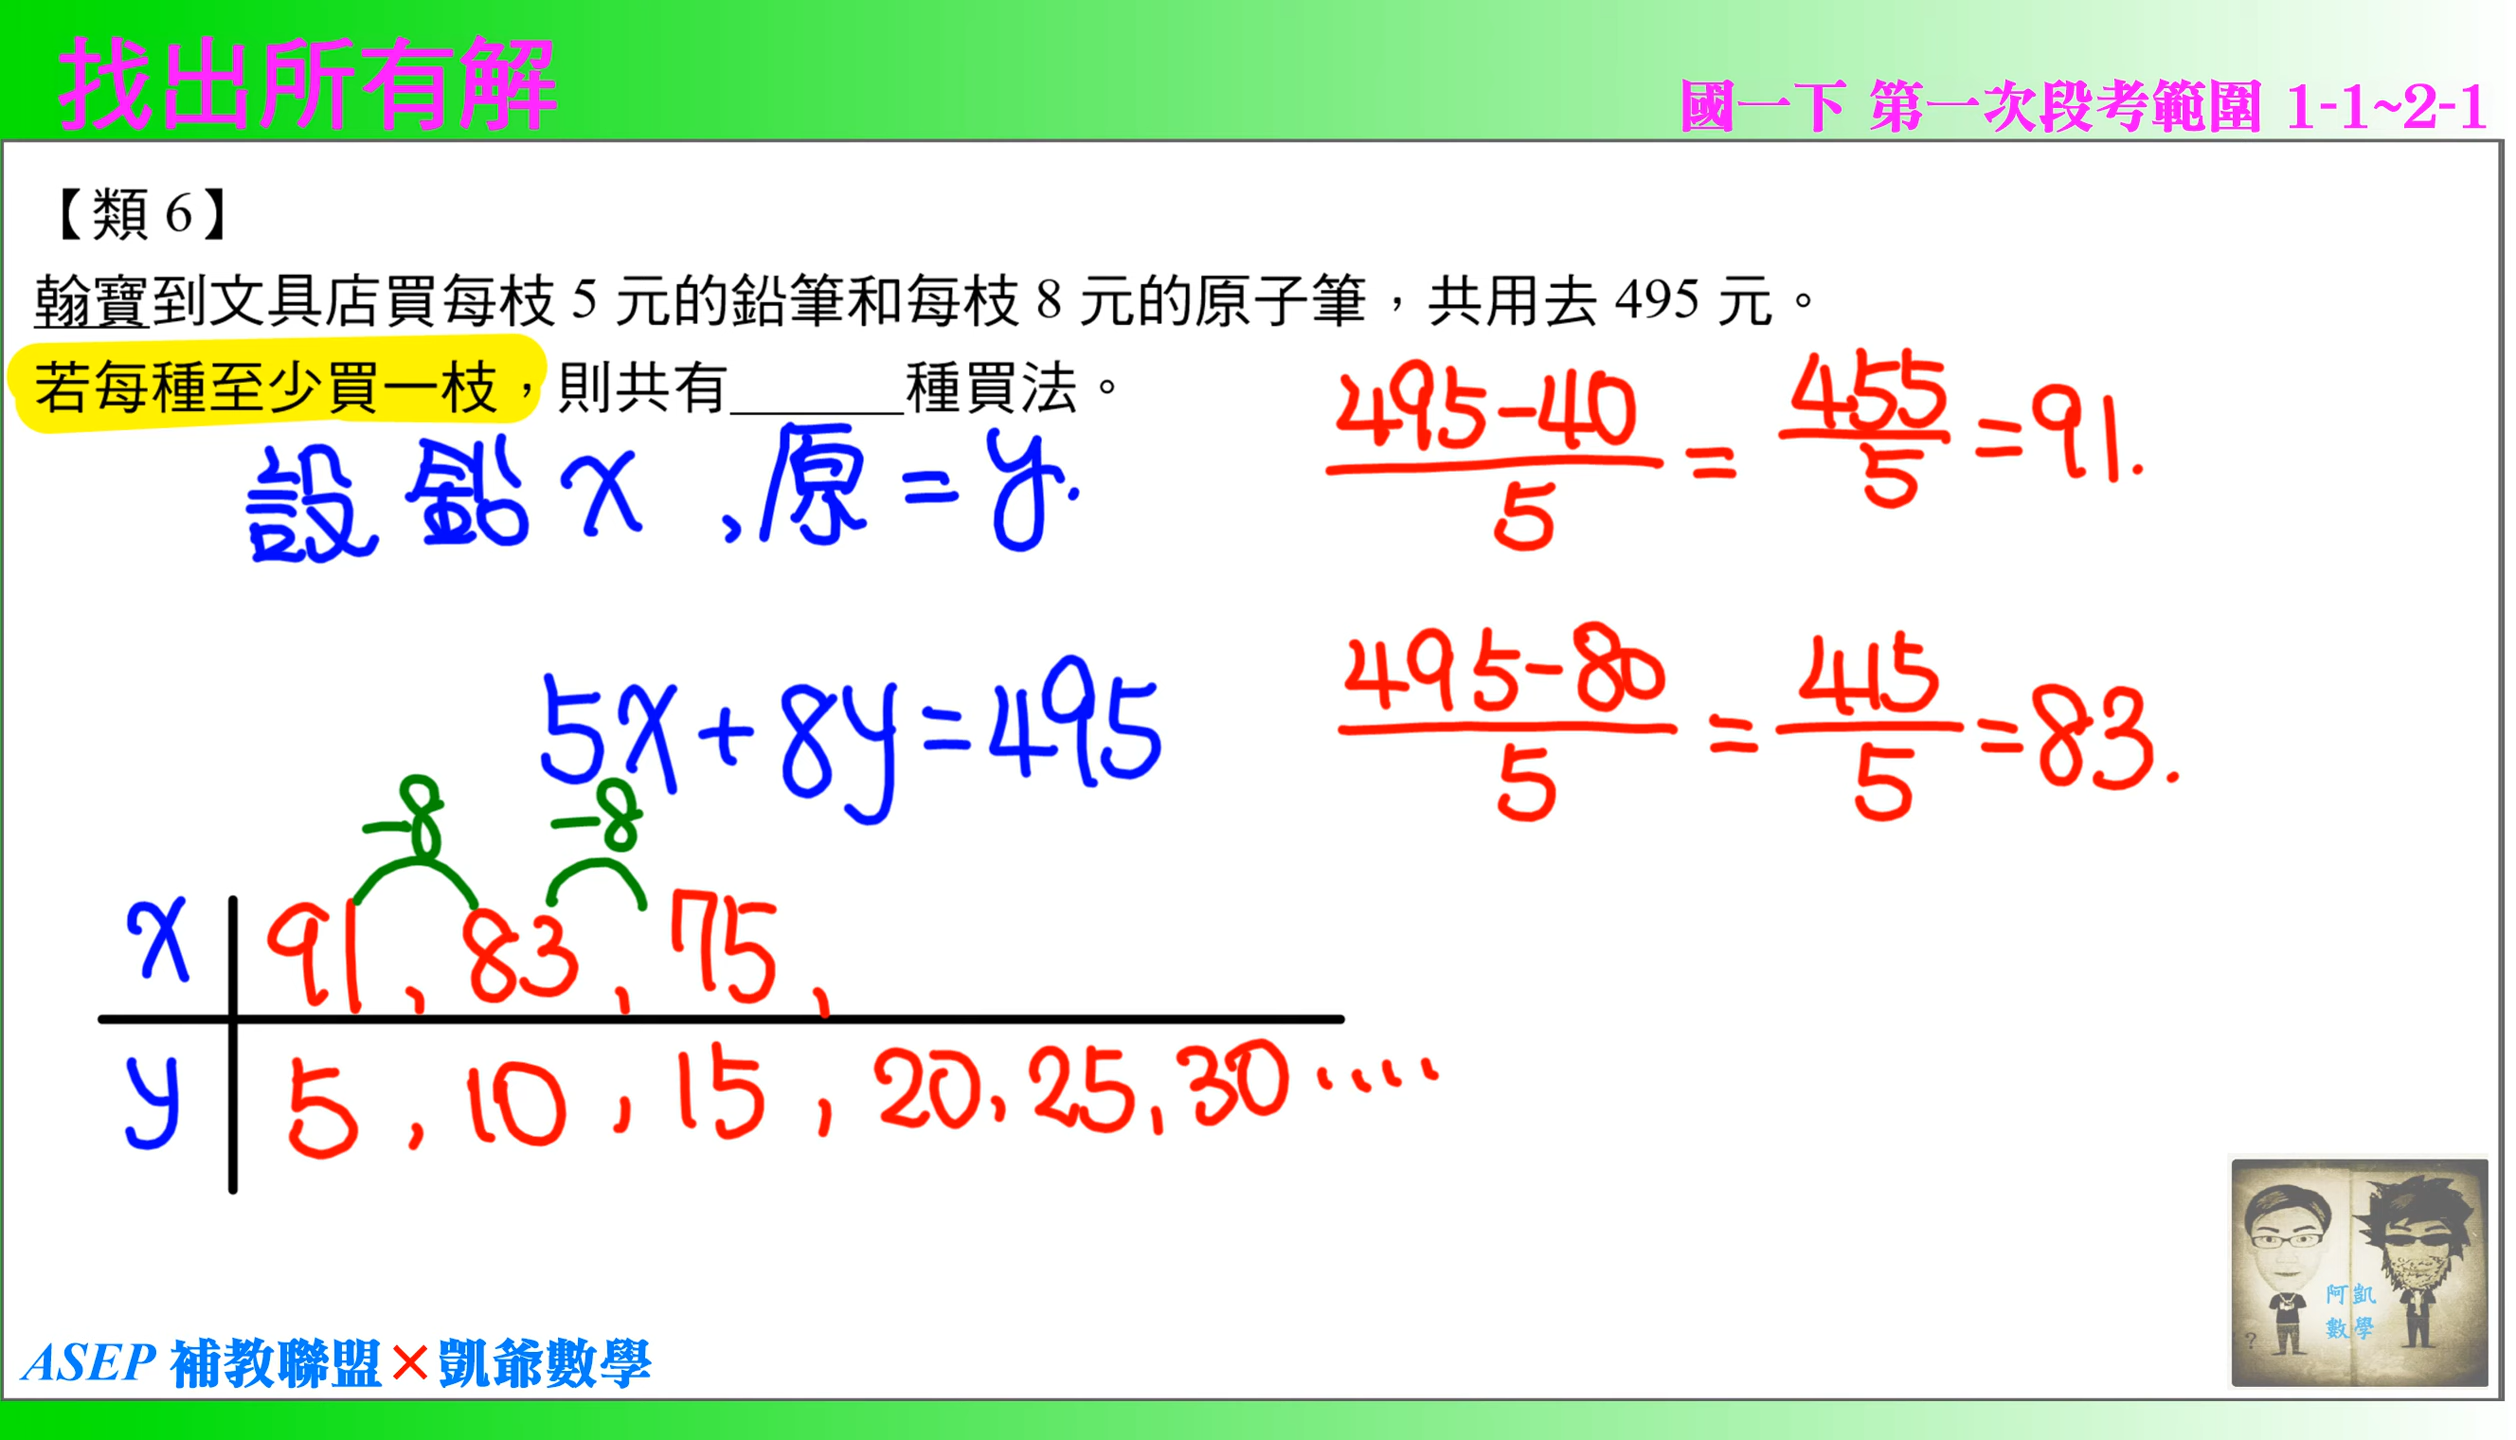 找出所有解
國一下 第一次段考範圍 1-1~2-1
【類 6】
翰寶到文具店買每枝 5 元的鉛筆和每枝 8 元的原子筆，共用去 495 元。
若每種至少買一枝，則共有______種買法。
設 鉛 x ，原 = y.
495-40 / 5 = 455 / 5 = 91.
5x+8y=495
495-80 / 5 = 415 / 5 = 83.
-8 -8
x 91, 83, 75,
y 5, 10, 15, 20, 25, 30 ....
阿凱
數學
?
ASEP 補教聯盟×凱爺數學